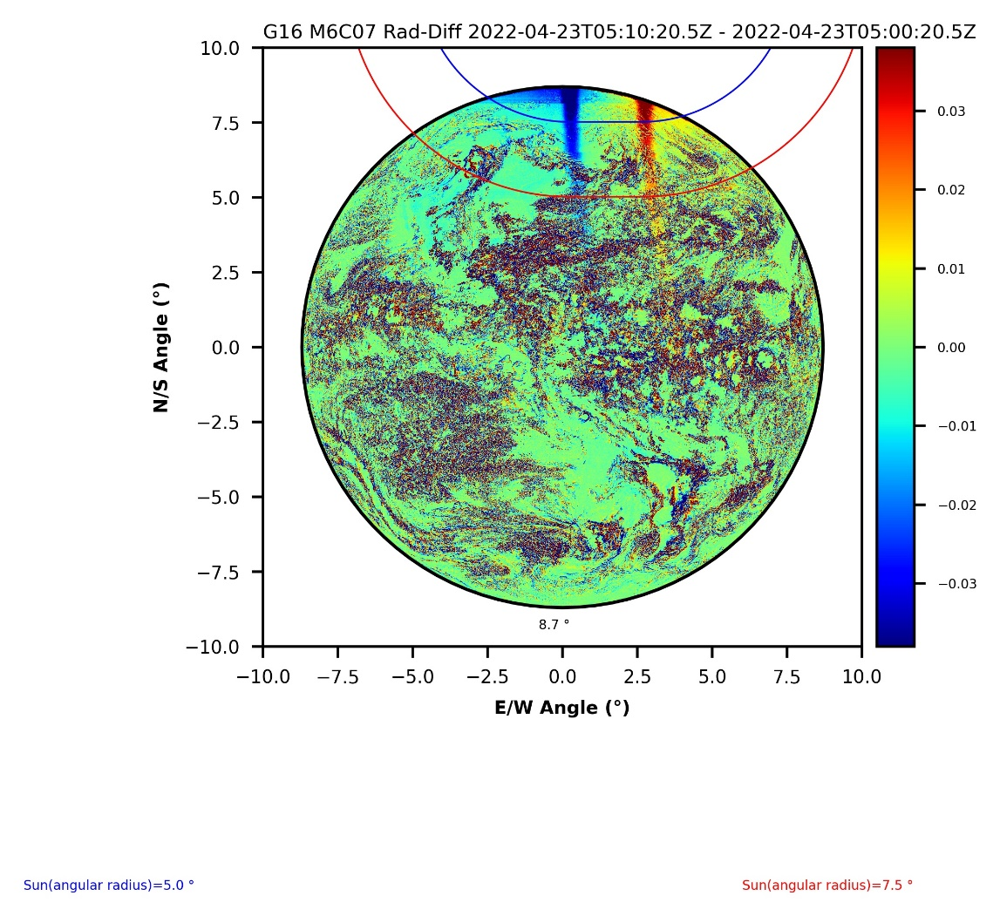 G16 M6C07 Rad-Diff 2022-04-23T05:10:20.5Z - 2022-04-23T05:00:20.5Z
10.0
7.5
5.0
2.5
0.0
−2.5
−5.0
−7.5
−10.0
N/S Angle (°)
8.7 °
−10.0 −7.5 −5.0 −2.5 0.0 2.5 5.0 7.5 10.0
E/W Angle (°)
0.03
0.02
0.01
0.00
−0.01
−0.02
−0.03
Sun(angular radius)=5.0 °
Sun(angular radius)=7.5 °